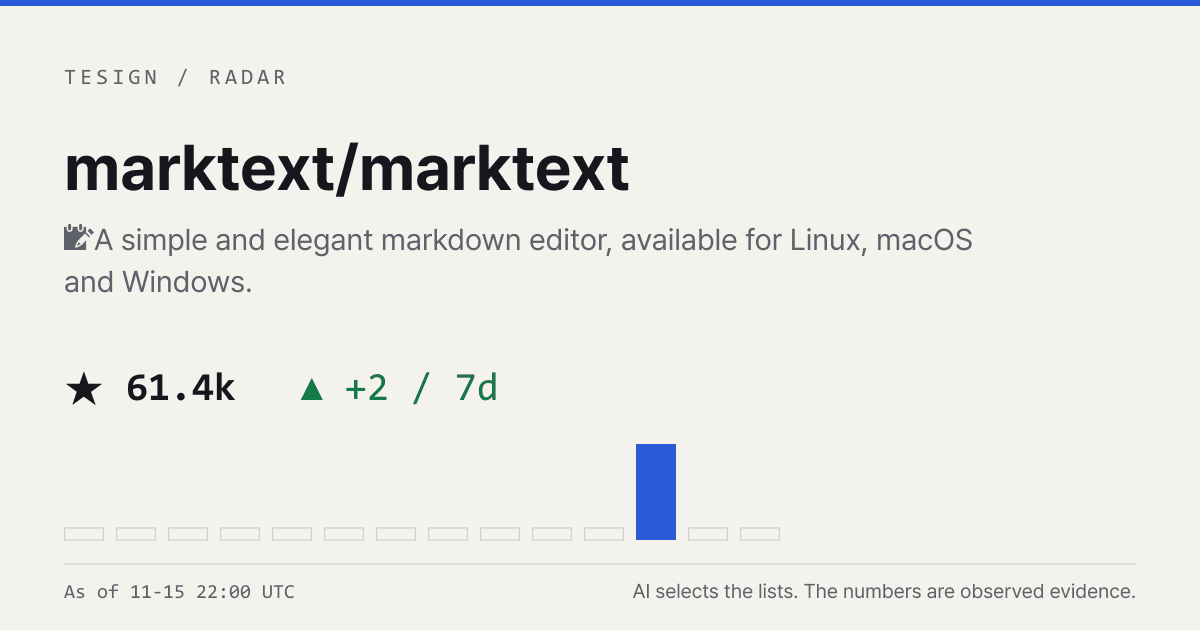 TESIGN / RADAR
marktext/marktext
📝A simple and elegant markdown editor, available for Linux, macOS
and Windows.
★ 61.4k ▲ +2 / 7d
As of 11-15 22:00 UTC
AI selects the lists. The numbers are observed evidence.